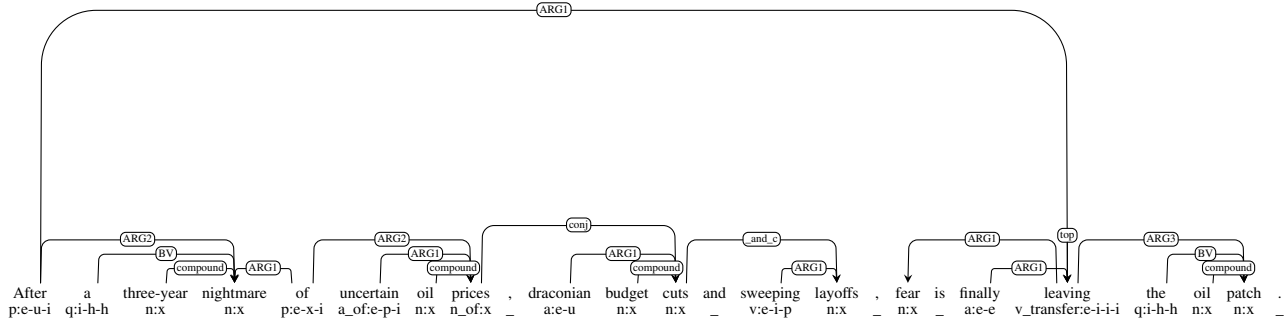 ARG1
conj
ARG2 ARG2 _and_c ARG1 top ARG3
BV ARG1 ARG1 BV
compound ARG1 compound compound ARG1 ARG1 compound
After a three-year nightmare of uncertain oil prices , draconian budget cuts and sweeping layoffs , fear is finally leaving the oil patch .
p:e-u-i q:i-h-h n:x n:x p:e-x-i a_of:e-p-i n:x n_of:x _ a:e-u n:x n:x _ v:e-i-p n:x _ n:x _ a:e-e v_transfer:e-i-i-i q:i-h-h n:x n:x _